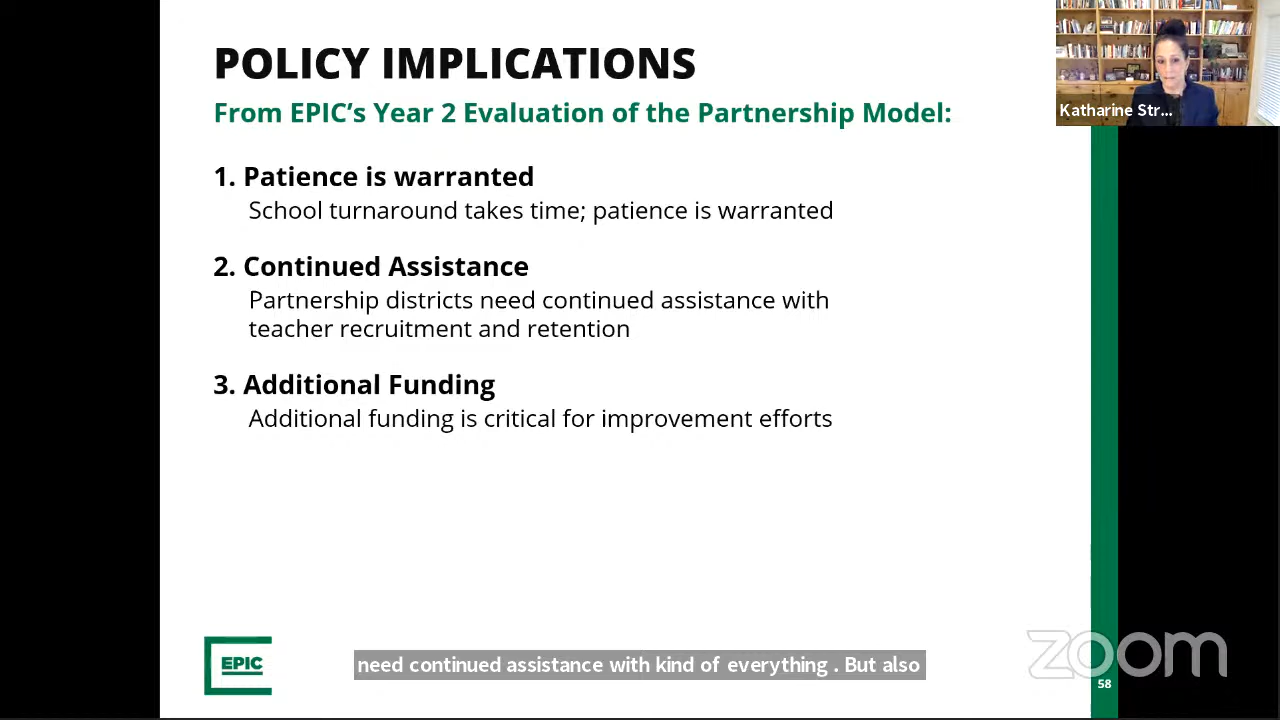 POLICY IMPLICATIONS
From EPIC's Year 2 Evaluation of the Partnership Model:
Katharine Str...
1. Patience is warranted
School turnaround takes time; patience is warranted
2. Continued Assistance
Partnership districts need continued assistance with
teacher recruitment and retention
3. Additional Funding
Additional funding is critical for improvement efforts
EPIC
need continued assistance with kind of everything . But also
zoom
58